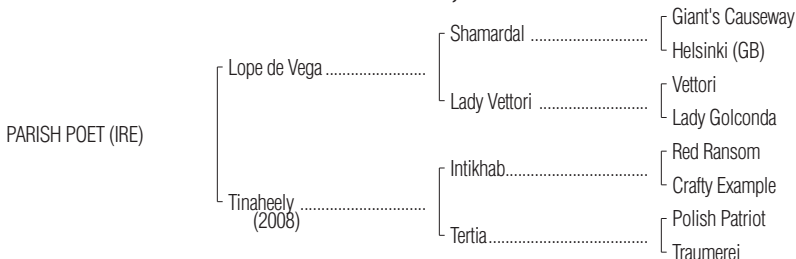 Giant's Causeway
Shamardal ..............................
Helsinki (GB)
Lope de Vega .........................
Vettori
Lady Vettori ...........................
Lady Golconda
PARISH POET (IRE)
Red Ransom
Intikhab....................................
Crafty Example
Tinaheely ................................
(2008)
Polish Patriot
Tertia.........................................
Traumerei